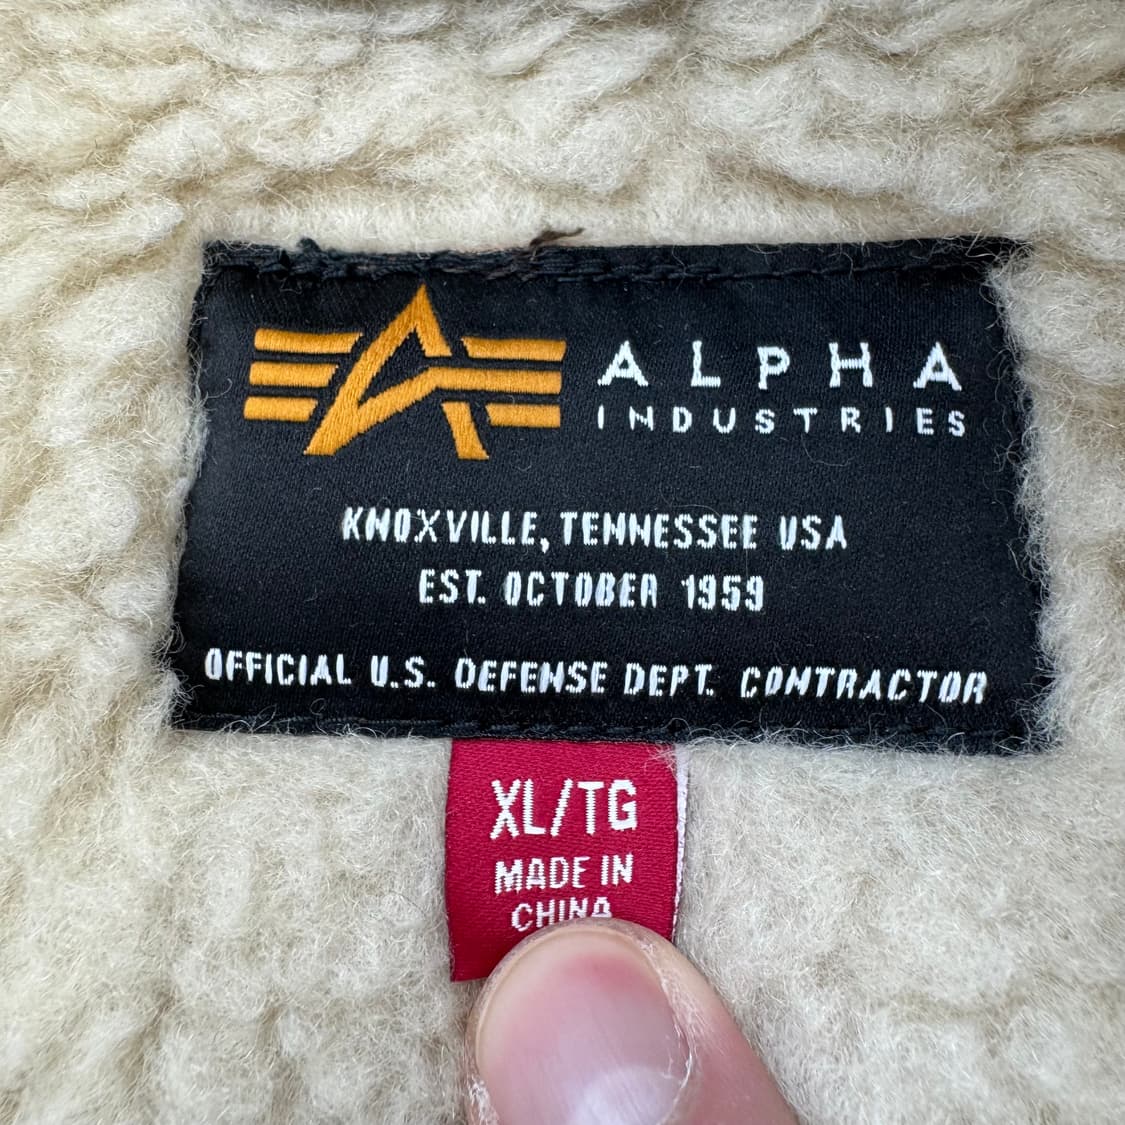 ALPHA
INDUSTRIES
KNOXVILLE, TENNESSEE USA
EST. OCTOBER 1959
OFFICIAL U.S. DEFENSE DEPT. CONTRACTOR
XL/TG
MADE IN
CHINA